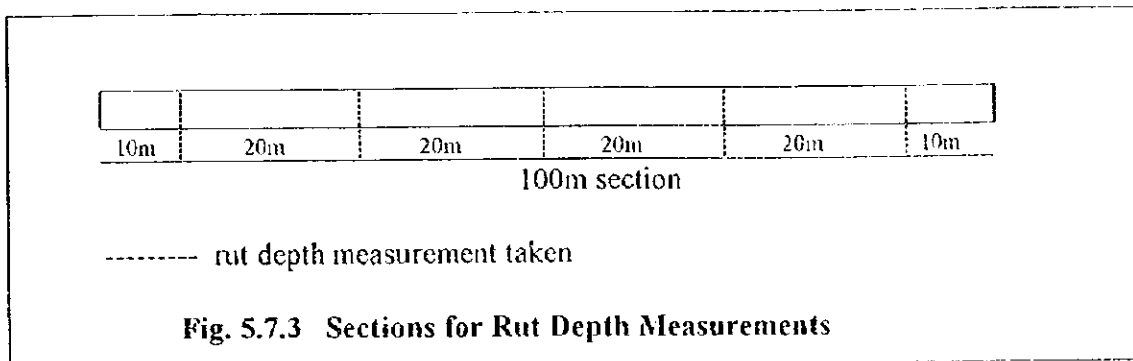 10m 20m 20m 20m 20m 10m
100m section
--------- rut depth measurement taken
Fig. 5.7.3 Sections for Rut Depth Measurements